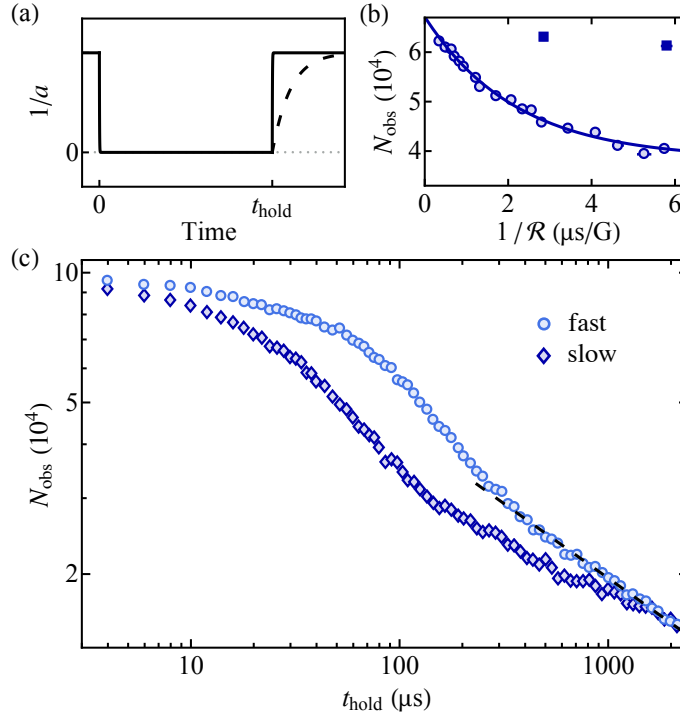 (a)
1/a
0
0
t_hold
Time
(b)
N_obs (10^4)
6
5
4
0
2
4
6
1/R (μs/G)
(c)
N_obs (10^4)
10
5
2
fast
slow
10
100
1000
t_hold (μs)